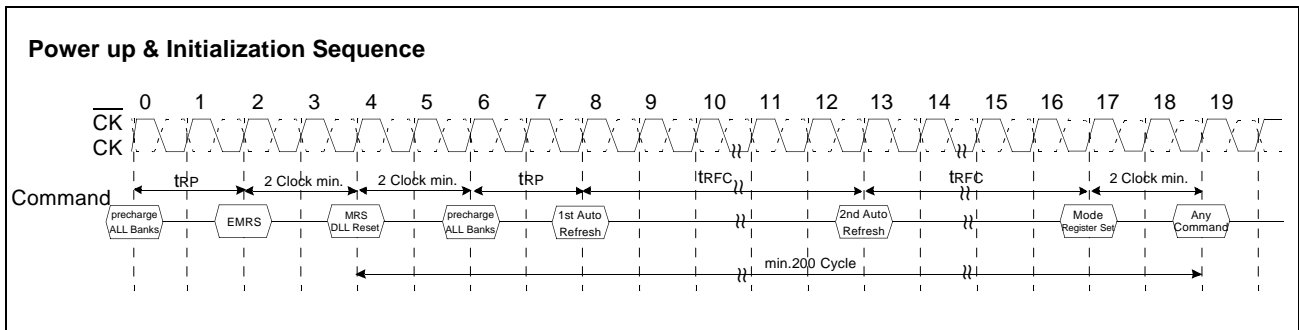 Power up & Initialization Sequence
0 1 2 3 4 5 6 7 8 9 10 11 12 13 14 15 16 17 18 19
CK
CK
tRP 2 Clock min. 2 Clock min. tRP tRFC tRFC 2 Clock min.
Command
precharge ALL Banks
EMRS
MRS DLL Reset
precharge ALL Banks
1st Auto Refresh
2nd Auto Refresh
Mode Register Set
Any Command
min.200 Cycle